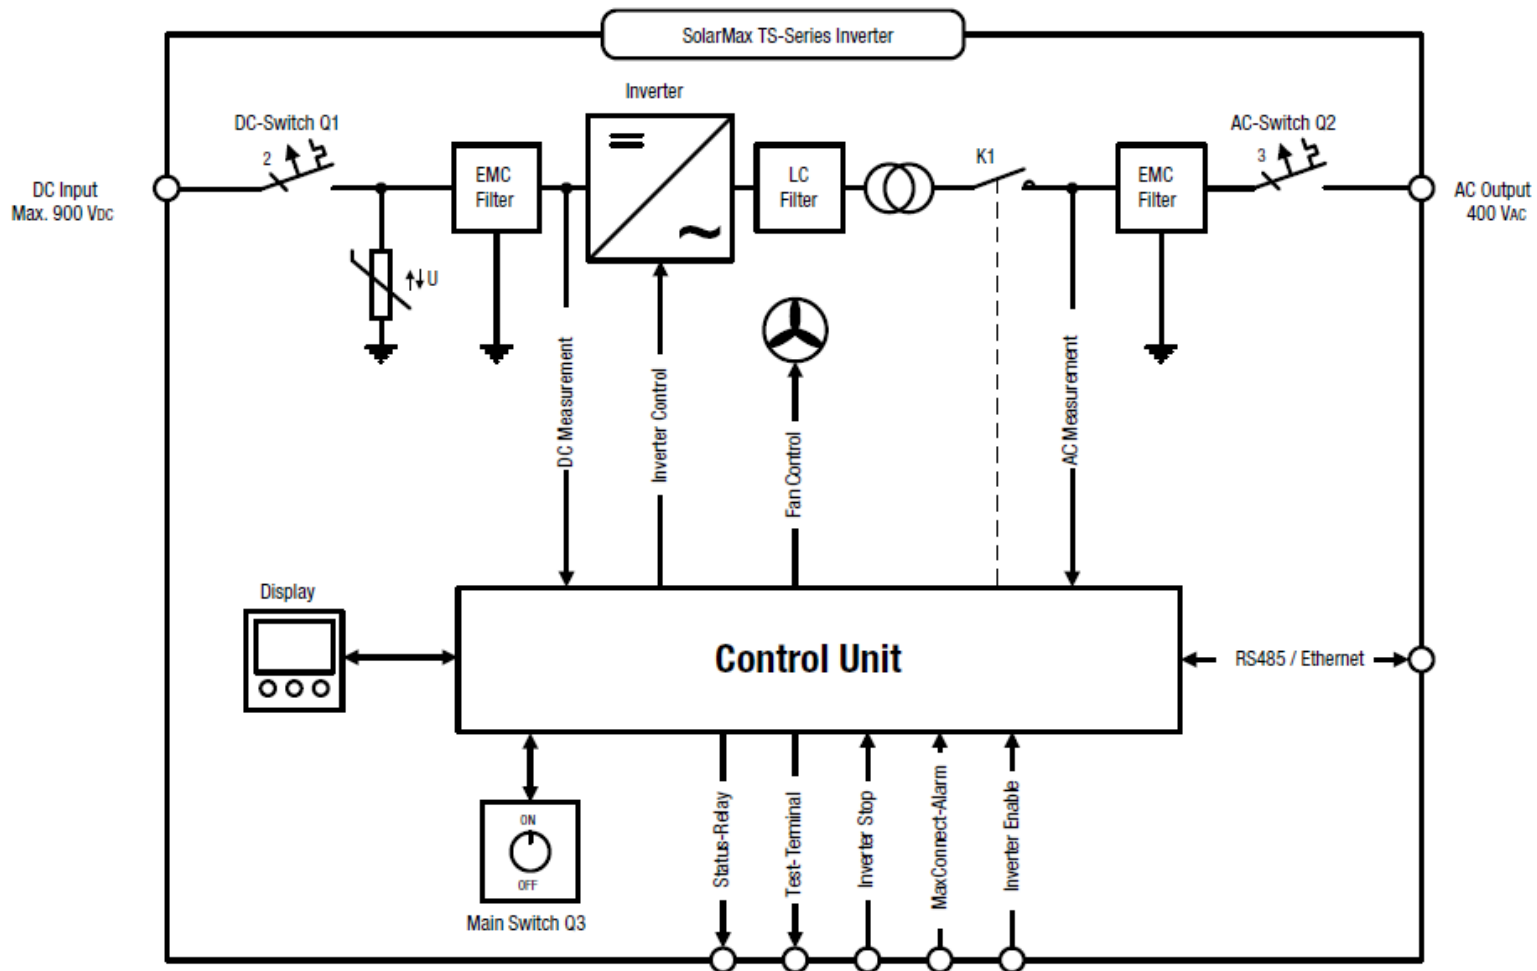 SolarMax TS-Series Inverter
Inverter
DC-Switch Q1
2
AC-Switch Q2
3
DC Input
Max. 900 VDC
EMC
Filter
LC
Filter
K1
EMC
Filter
AC Output
400 VAC
U
DC Measurement
Inverter Control
Fan Control
AC Measurement
Display
Control Unit
RS485 / Ethernet
ON
OFF
Main Switch Q3
Status-Relay
Test-Terminal
Inverter Stop
MaxConnect-Alarm
Inverter Enable